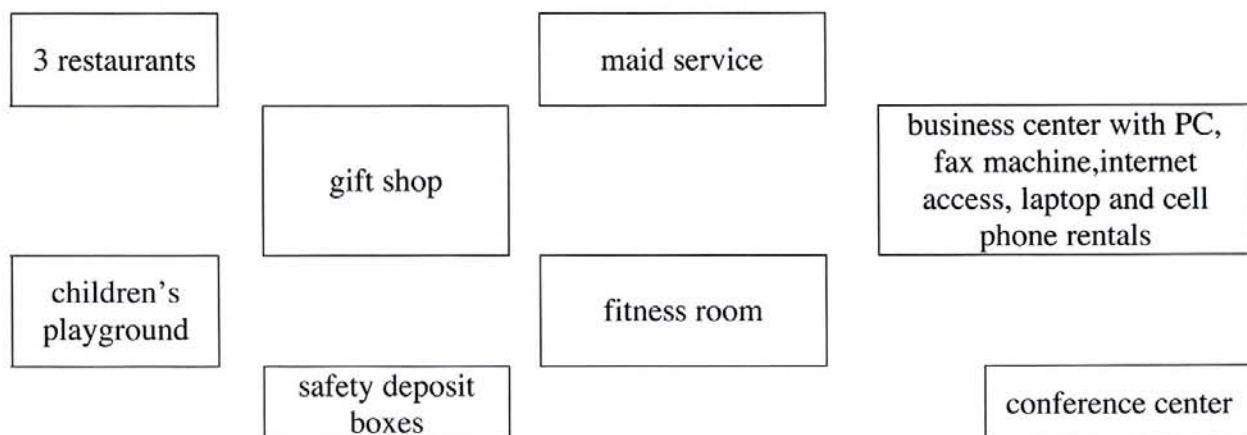 3 restaurants
maid service
gift shop
business center with PC,
fax machine,internet
access, laptop and cell
phone rentals
children's
playground
fitness room
safety deposit
boxes
conference center